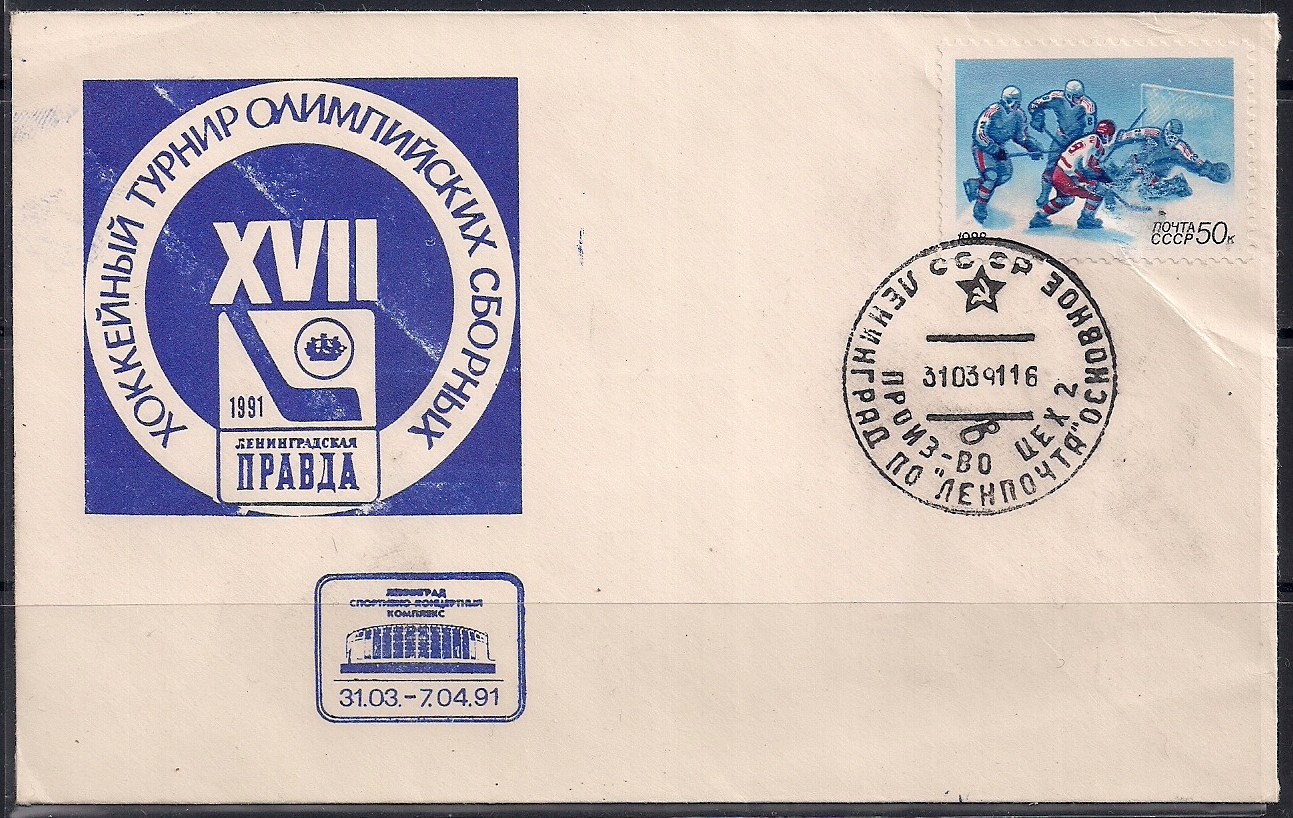 ХОККЕЙНЫЙ ТУРНИР ОЛИМПИЙСКИХ СБОРНЫХ
XVII
1991
ЛЕНИНГРАДСКАЯ
ПРАВДА
ЛЕНИНГРАД
СПОРТИВНО-КОНЦЕРТНЫЙ
КОМПЛЕКС
31.03.-7.04.91
1988
ПОЧТА
СССР 50к
СССР
ЛЕНИНГРАД ПО "ЛЕНПОЧТА" ОСНОВНОЕ
31039116
ПРОИЗ-ВО ЦЕХ 2